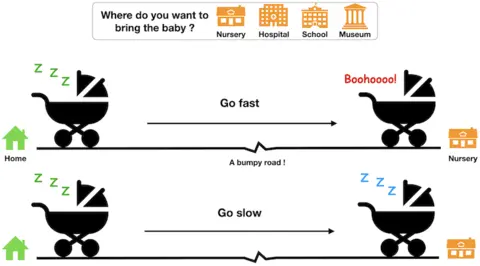 Where do you want to
bring the baby ?
Nursery
Hospital
School
Museum
z z z
Boohoooo!
Go fast
Home
A bumpy road !
Nursery
z z z
z z z
Go slow